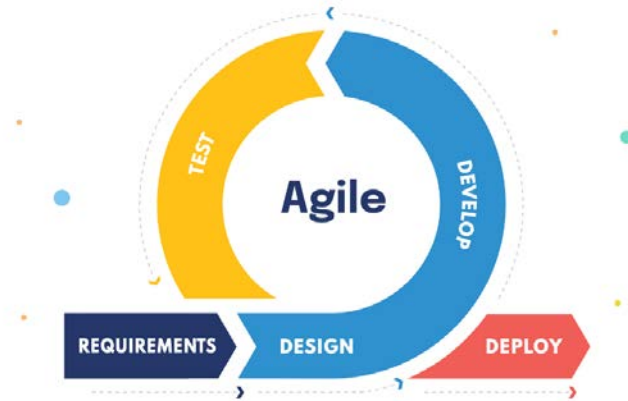 Agile
REQUIREMENTS
DESIGN
DEVELOP
TEST
DEPLOY